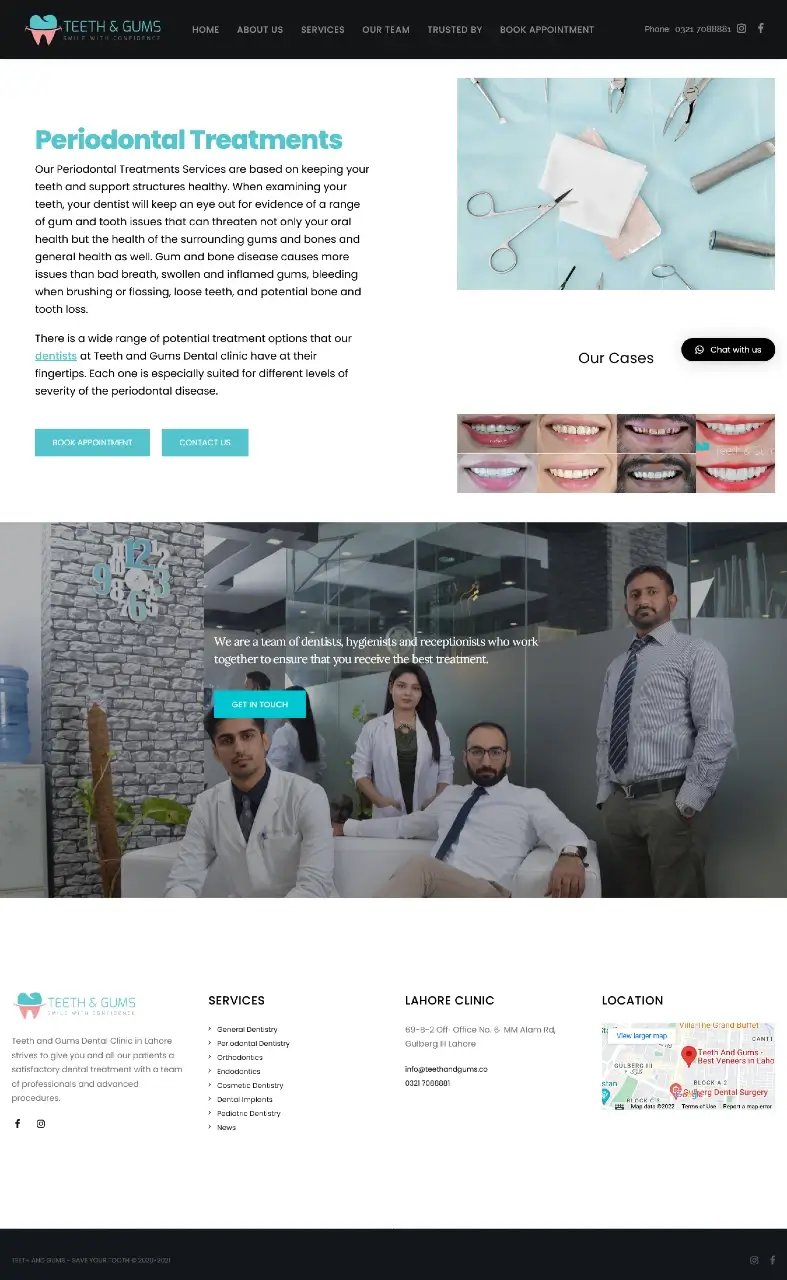 TEETH & GUMS
SMILE WITH CONFIDENCE
HOME
ABOUT US
SERVICES
OUR TEAM
TRUSTED BY
BOOK APPOINTMENT
Phone: 0321 7088881
Periodontal Treatments
Our Periodontal Treatments Services are based on keeping your
teeth and support structures healthy. When examining your
teeth, your dentist will keep an eye out for evidence of a range
of gum and tooth issues that can threaten not only your oral
health but the health of the surrounding gums and bones and
general health as well. Gum and bone disease causes more
issues than bad breath, swollen and inflamed gums, bleeding
when brushing or flossing, loose teeth, and potential bone and
tooth loss.
There is a wide range of potential treatment options that our
dentists at Teeth and Gums Dental clinic have at their
fingertips. Each one is especially suited for different levels of
severity of the periodontal disease.
BOOK APPOINTMENT
CONTACT US
Our Cases
Chat with us
Teeth & Gum
12
We are a team of dentists, hygienists and receptionists who work
together to ensure that you receive the best treatment.
GET IN TOUCH
TEETH & GUMS
SMILE WITH CONFIDENCE
Teeth and Gums Dental Clinic in Lahore
strives to give you and all our patients a
satisfactory dental treatment with a team
of professionals and advanced
procedures.
SERVICES
General Dentistry
Periodontal Dentistry
Orthodontics
Endodontics
Cosmetic Dentistry
Dental Implants
Pediatric Dentistry
News
LAHORE CLINIC
69-B-2 Off: Office No. 6- MM Alam Rd,
Gulberg III Lahore
info@teethandgums.co
0321 7088881
LOCATION
View larger map
Villa The Grand Buffet
CANTT
Teeth And Gums -
Best Veneers in Laho
GULBERG III
BLOCK A 2
Gulberg Dental Surgery
Google
BLOCK C 3
Map data ©2022
Terms of Use
Report a map error
TEETH AND GUMS - SAVE YOUR TOOTH © 2020-2021